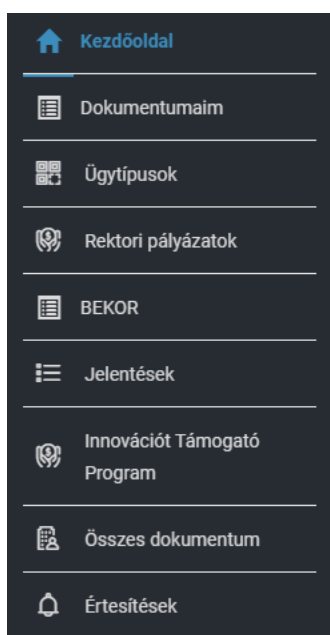 Kezdőoldal
Dokumentumaim
Ügytípusok
Rektori pályázatok
BEKOR
Jelentések
Innovációt Támogató
Program
Összes dokumentum
Értesítések